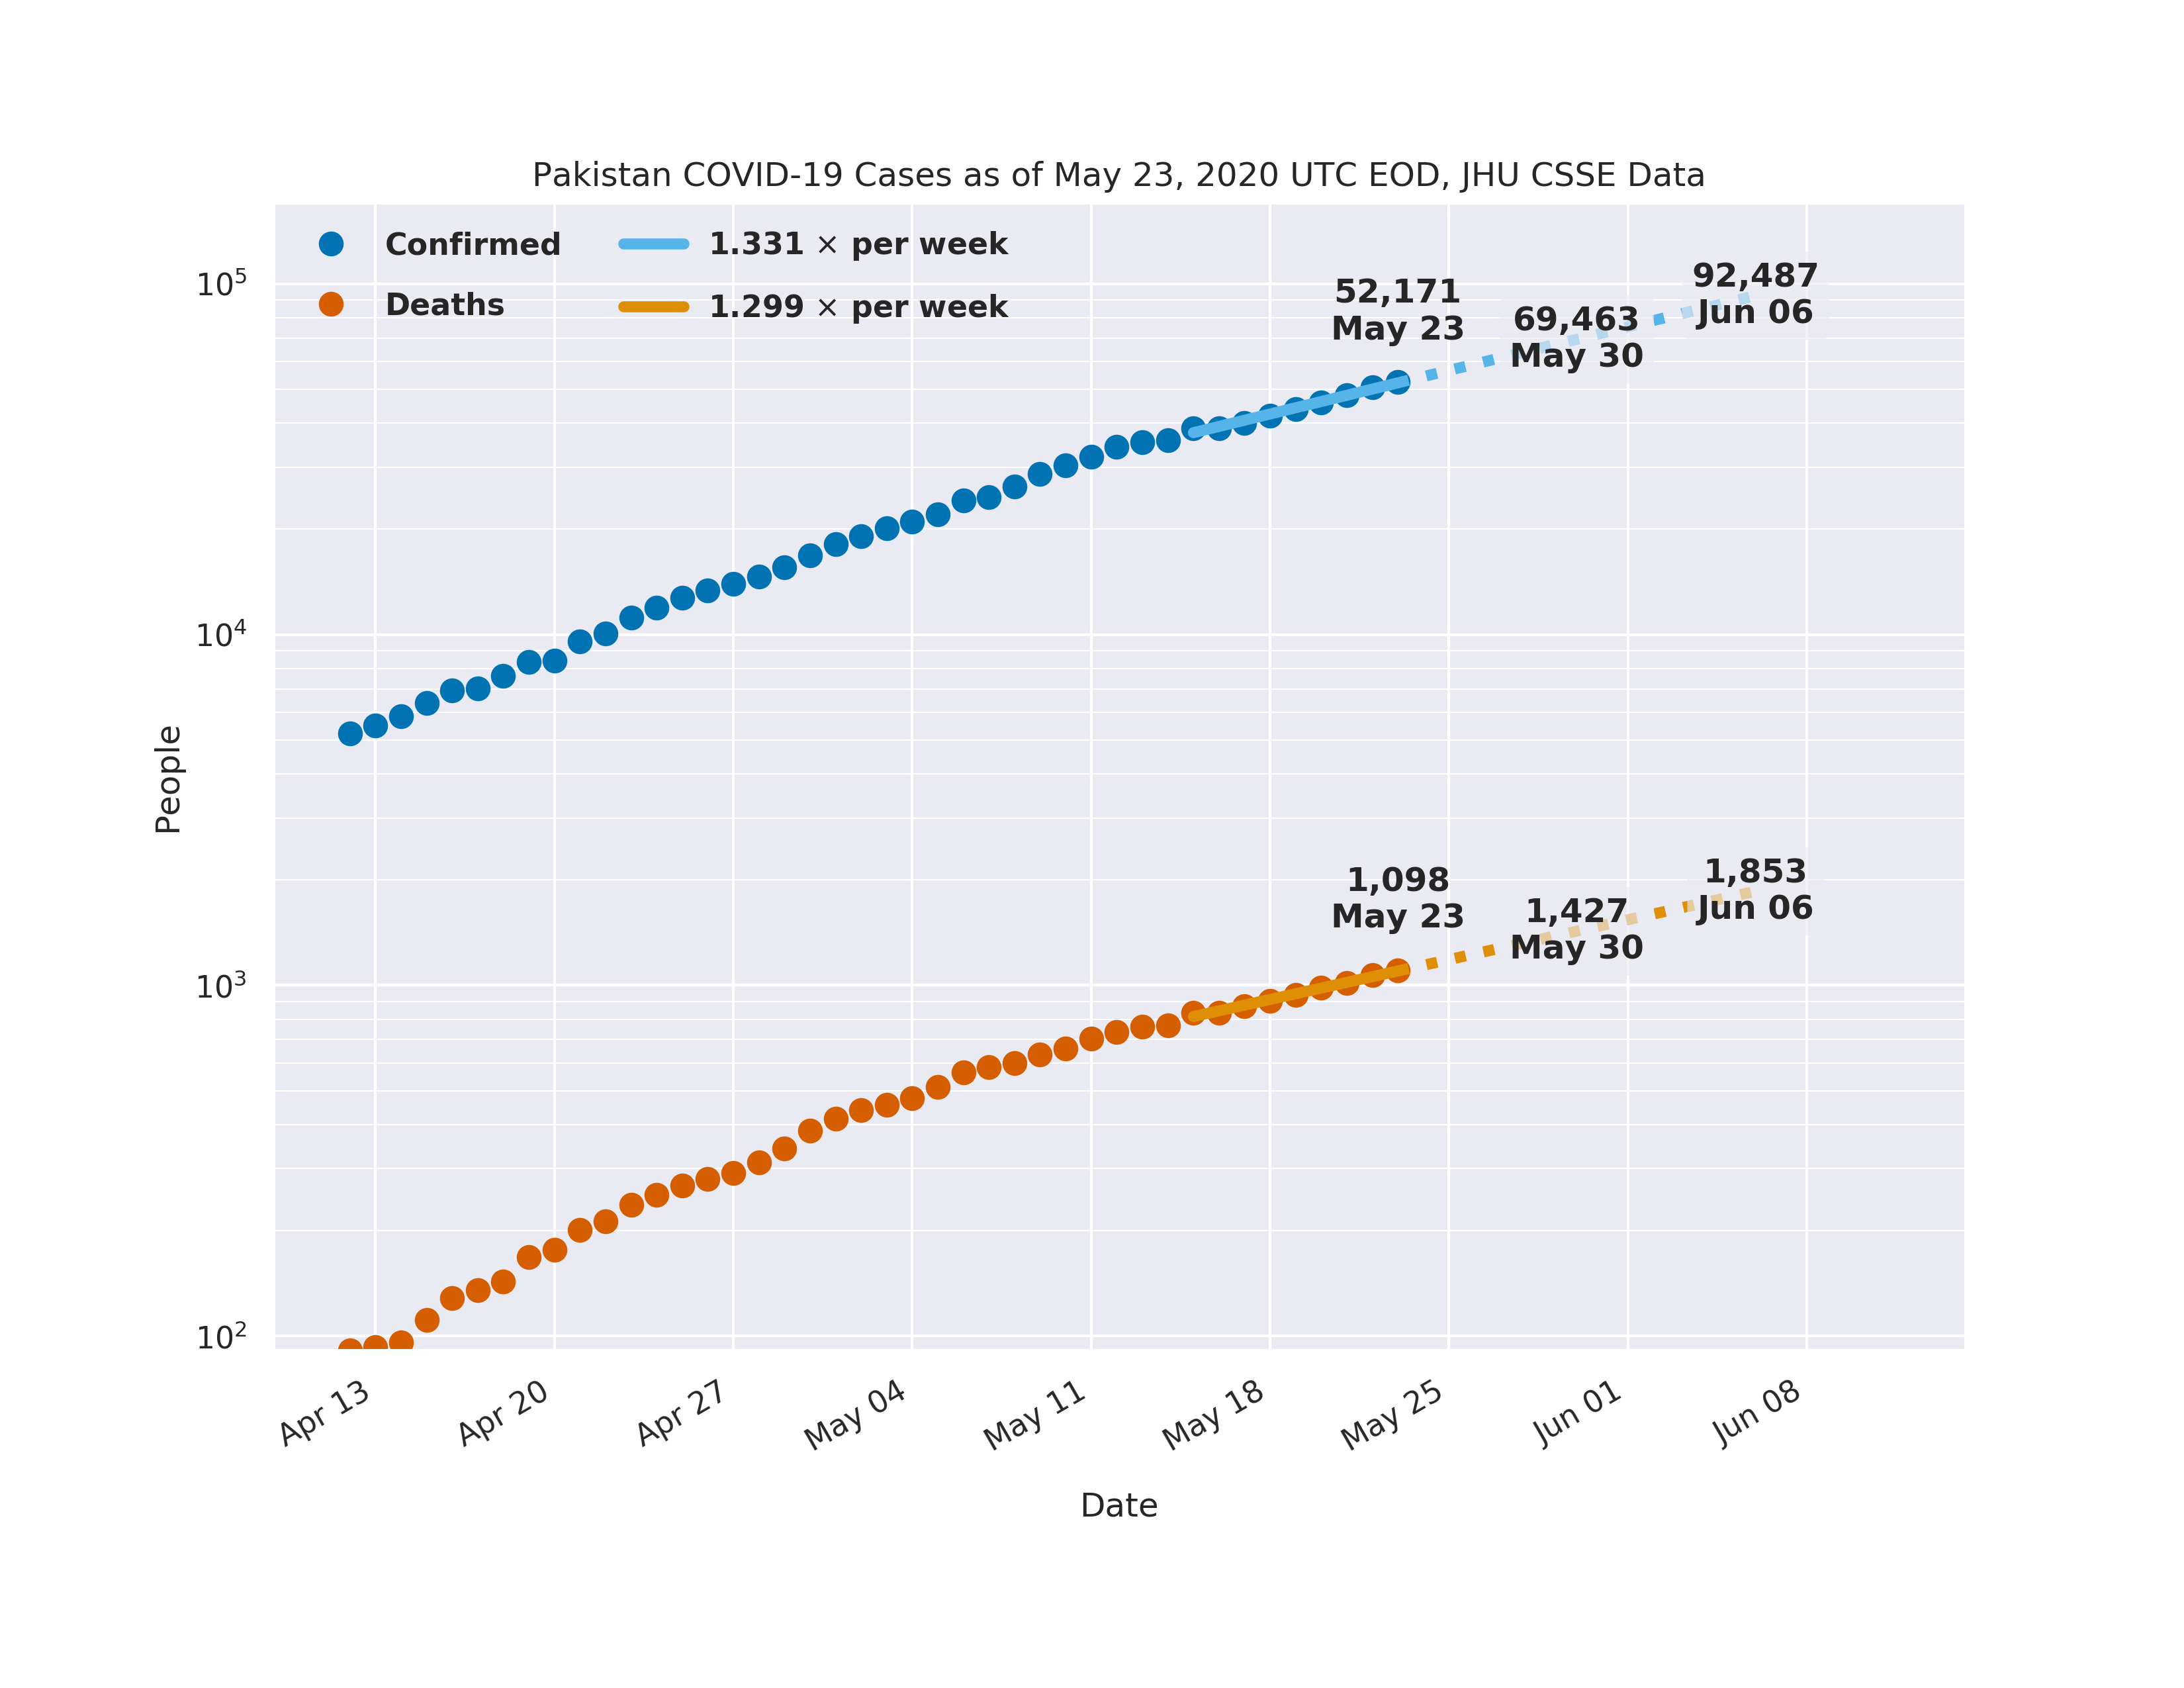 Pakistan COVID-19 Cases as of May 23, 2020 UTC EOD, JHU CSSE Data
Confirmed
Deaths
1.331 × per week
1.299 × per week
52,171
May 23
69,463
May 30
92,487
Jun 06
1,098
May 23
1,427
May 30
1,853
Jun 06
10⁵
10⁴
10³
10²
People
Apr 13
Apr 20
Apr 27
May 04
May 11
May 18
May 25
Jun 01
Jun 08
Date